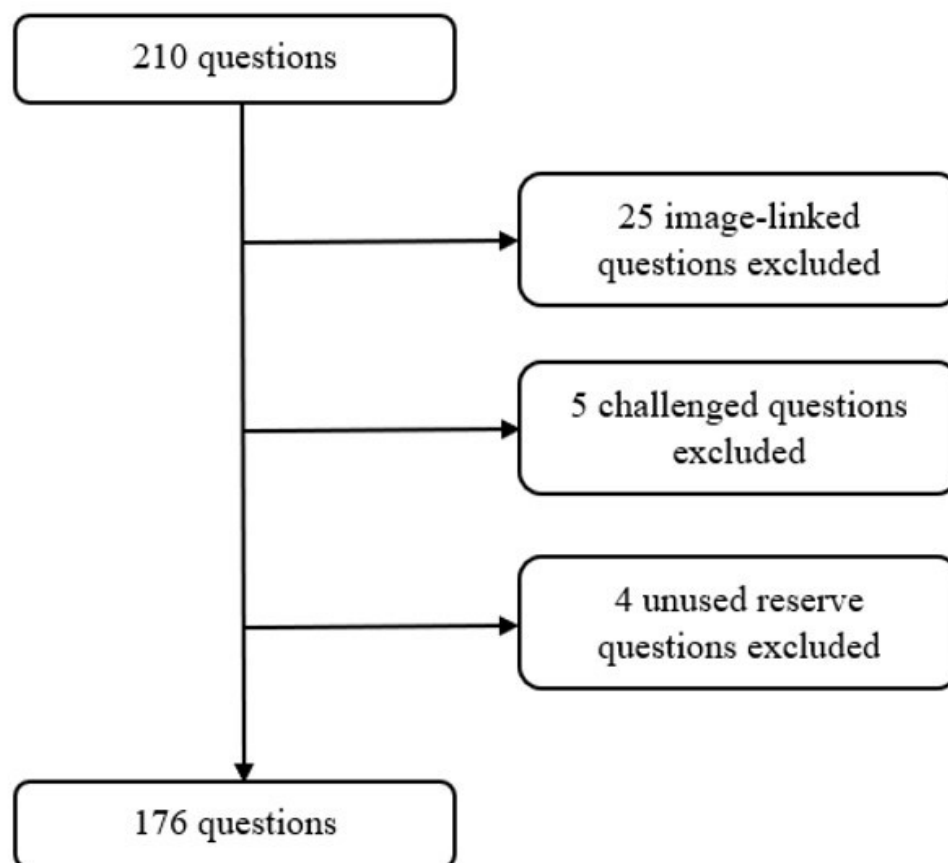 210 questions
25 image-linked
questions excluded
5 challenged questions
excluded
4 unused reserve
questions excluded
176 questions